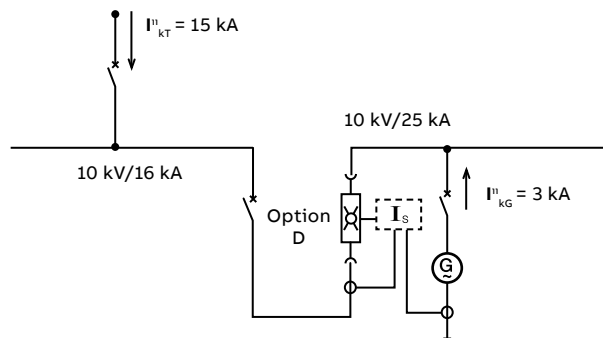 I"kT = 15 kA
10 kV/25 kA
10 kV/16 kA
I"kG = 3 kA
Option
D
Is
G
~